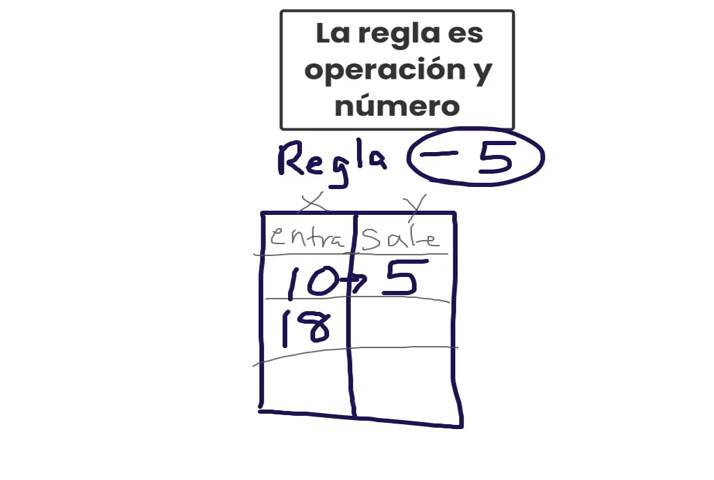 La regla es
operación y
número
Regla - 5
x y
entra sale
10 → 5
18